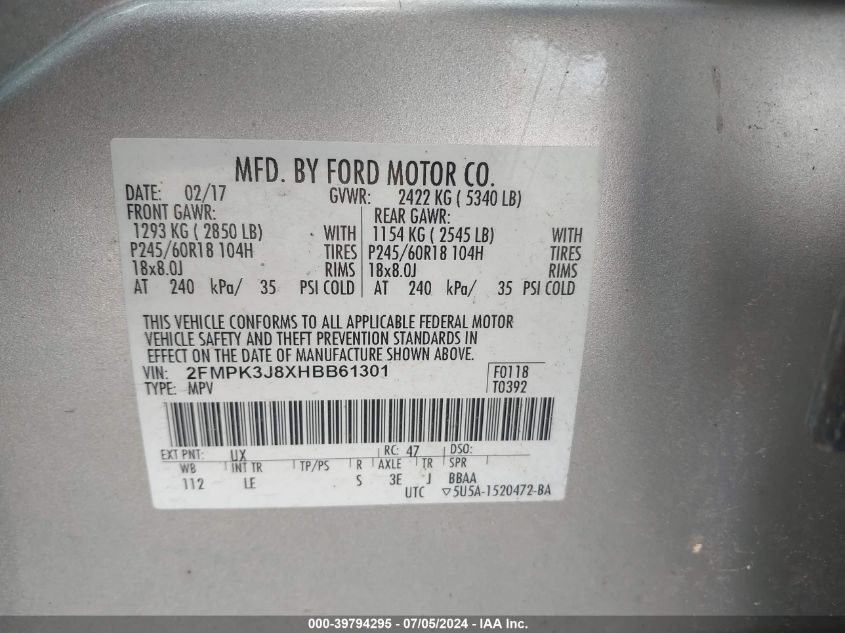 MFD. BY FORD MOTOR CO.
DATE: 02/17 GVWR: 2422 KG ( 5340 LB)
FRONT GAWR: REAR GAWR:
1293 KG ( 2850 LB) WITH 1154 KG ( 2545 LB) WITH
P245/60R18 104H TIRES P245/60R18 104H TIRES
18x8.0J RIMS 18x8.0J RIMS
AT 240 kPa/ 35 PSI COLD AT 240 kPa/ 35 PSI COLD
THIS VEHICLE CONFORMS TO ALL APPLICABLE FEDERAL MOTOR
VEHICLE SAFETY AND THEFT PREVENTION STANDARDS IN
EFFECT ON THE DATE OF MANUFACTURE SHOWN ABOVE.
VIN: 2FMPK3J8XHBB61301 F0118
TYPE: MPV T0392
EXT PNT: UX RC: 47 DSO:
WB INT TR TP/PS R AXLE TR SPR
112 LE S 3E J BBAA
UTC ▽5U5A-1520472-BA
000-39794295 - 07/05/2024 - IAA Inc.